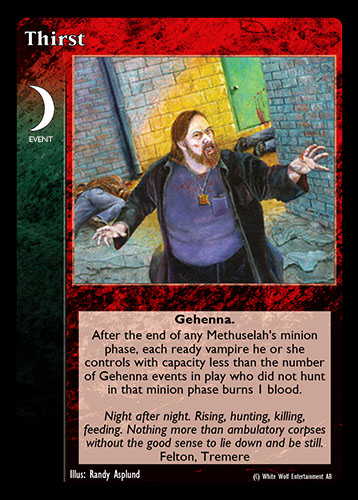 Thirst
EVENT
Gehenna.
After the end of any Methuselah's minion
phase, each ready vampire he or she
controls with capacity less than the number
of Gehenna events in play who did not hunt
in that minion phase burns 1 blood.
Night after night. Rising, hunting, killing,
feeding. Nothing more than ambulatory corpses
without the good sense to lie down and be still.
Felton, Tremere
Illus: Randy Asplund
(C) White Wolf Entertainment AB